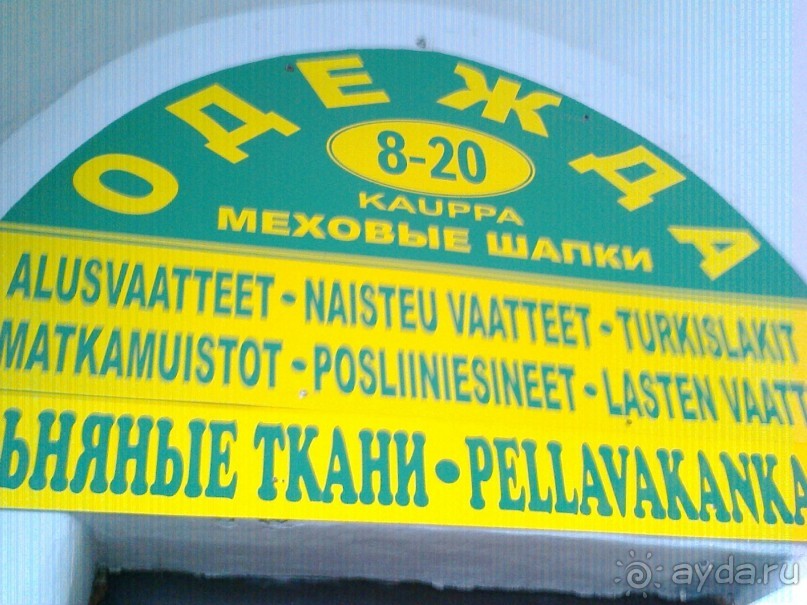 ОДЕЖДА
8-20
KAUPPA
МЕХОВЫЕ ШАПКИ
ALUSVAATTEET • NAISTEU VAATTEET • TURKISLAKIT
MATKAMUISTOT • POSLIINIESINEET • LASTEN VAATT
ЬНЯНЫЕ ТКАНИ • PELLAVAKANKA
ayda.ru